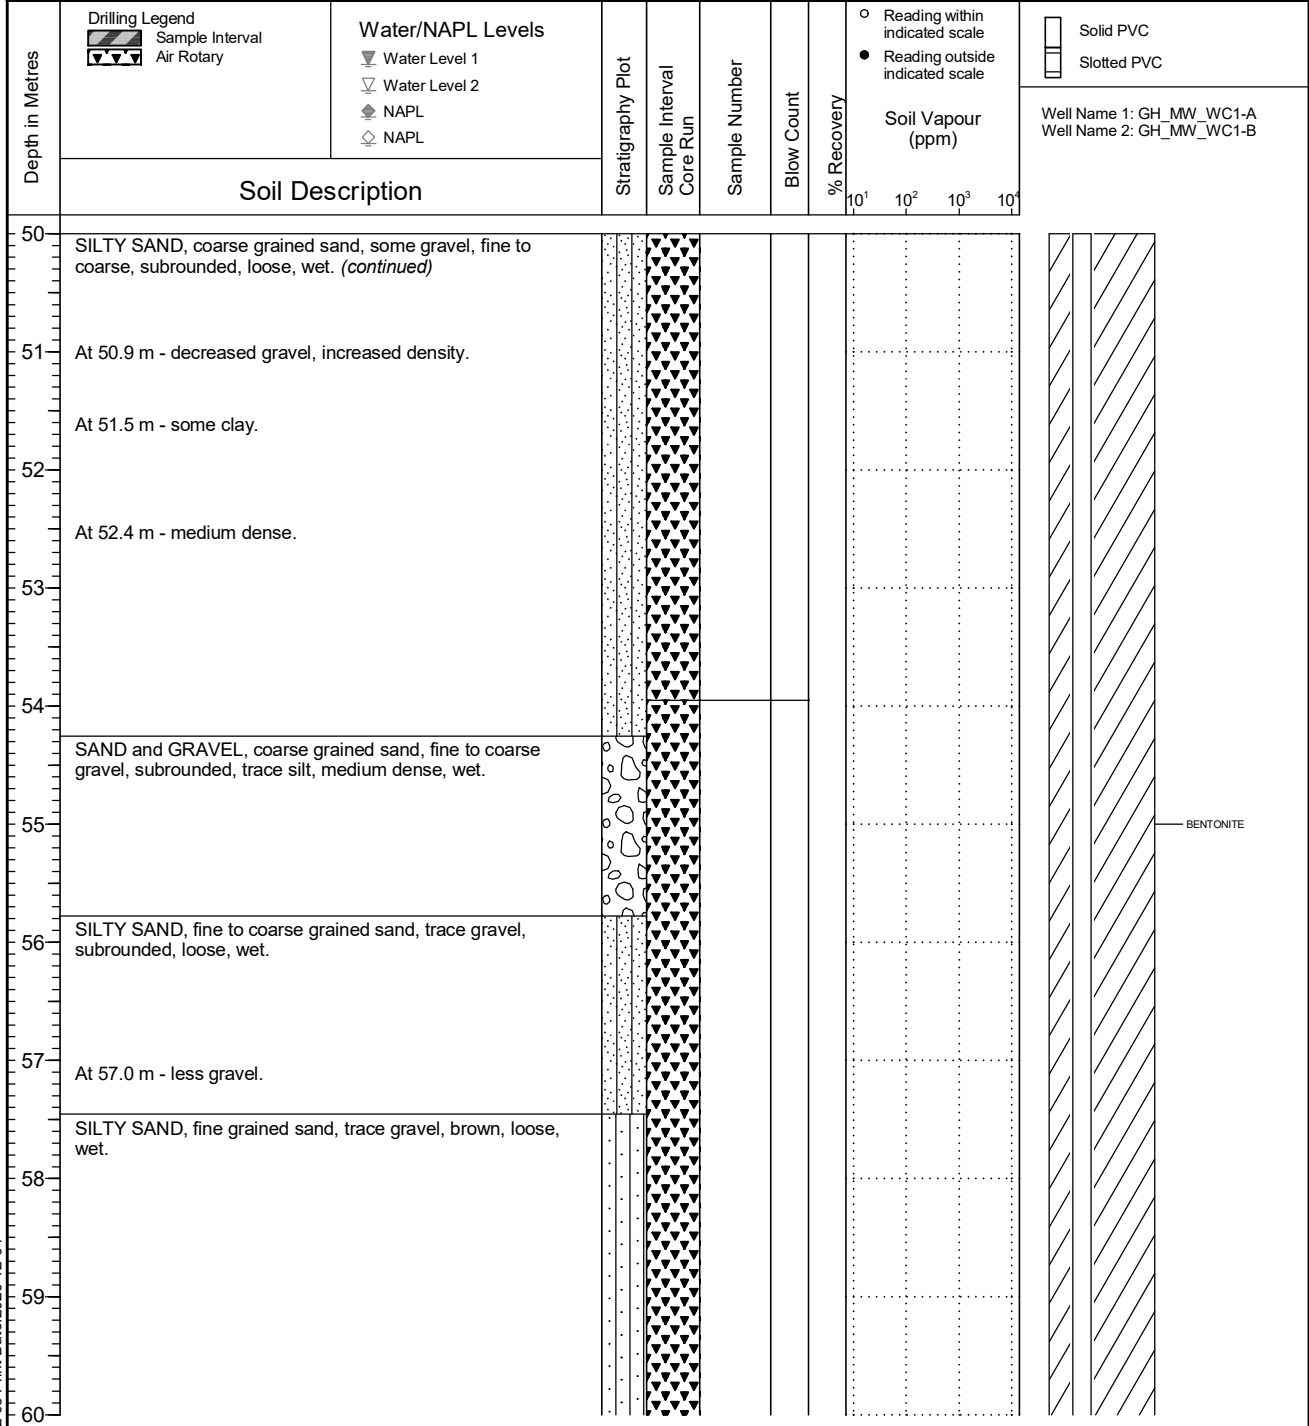 Depth in Metres
Drilling Legend
Sample Interval
Air Rotary
Water/NAPL Levels
Water Level 1
Water Level 2
NAPL
NAPL
Soil Description
Stratigraphy Plot
Sample Interval
Core Run
Sample Number
Blow Count
% Recovery
Reading within
indicated scale
Reading outside
indicated scale
Soil Vapour
(ppm)
10¹ 10² 10³ 10⁴
Solid PVC
Slotted PVC
Well Name 1: GH_MW_WC1-A
Well Name 2: GH_MW_WC1-B
50
SILTY SAND, coarse grained sand, some gravel, fine to
coarse, subrounded, loose, wet. (continued)
51
At 50.9 m - decreased gravel, increased density.
At 51.5 m - some clay.
52
At 52.4 m - medium dense.
53
54
SAND and GRAVEL, coarse grained sand, fine to coarse
gravel, subrounded, trace silt, medium dense, wet.
55
BENTONITE
SILTY SAND, fine to coarse grained sand, trace gravel,
subrounded, loose, wet.
56
57
At 57.0 m - less gravel.
SILTY SAND, fine grained sand, trace gravel, brown, loose,
wet.
58
59
60